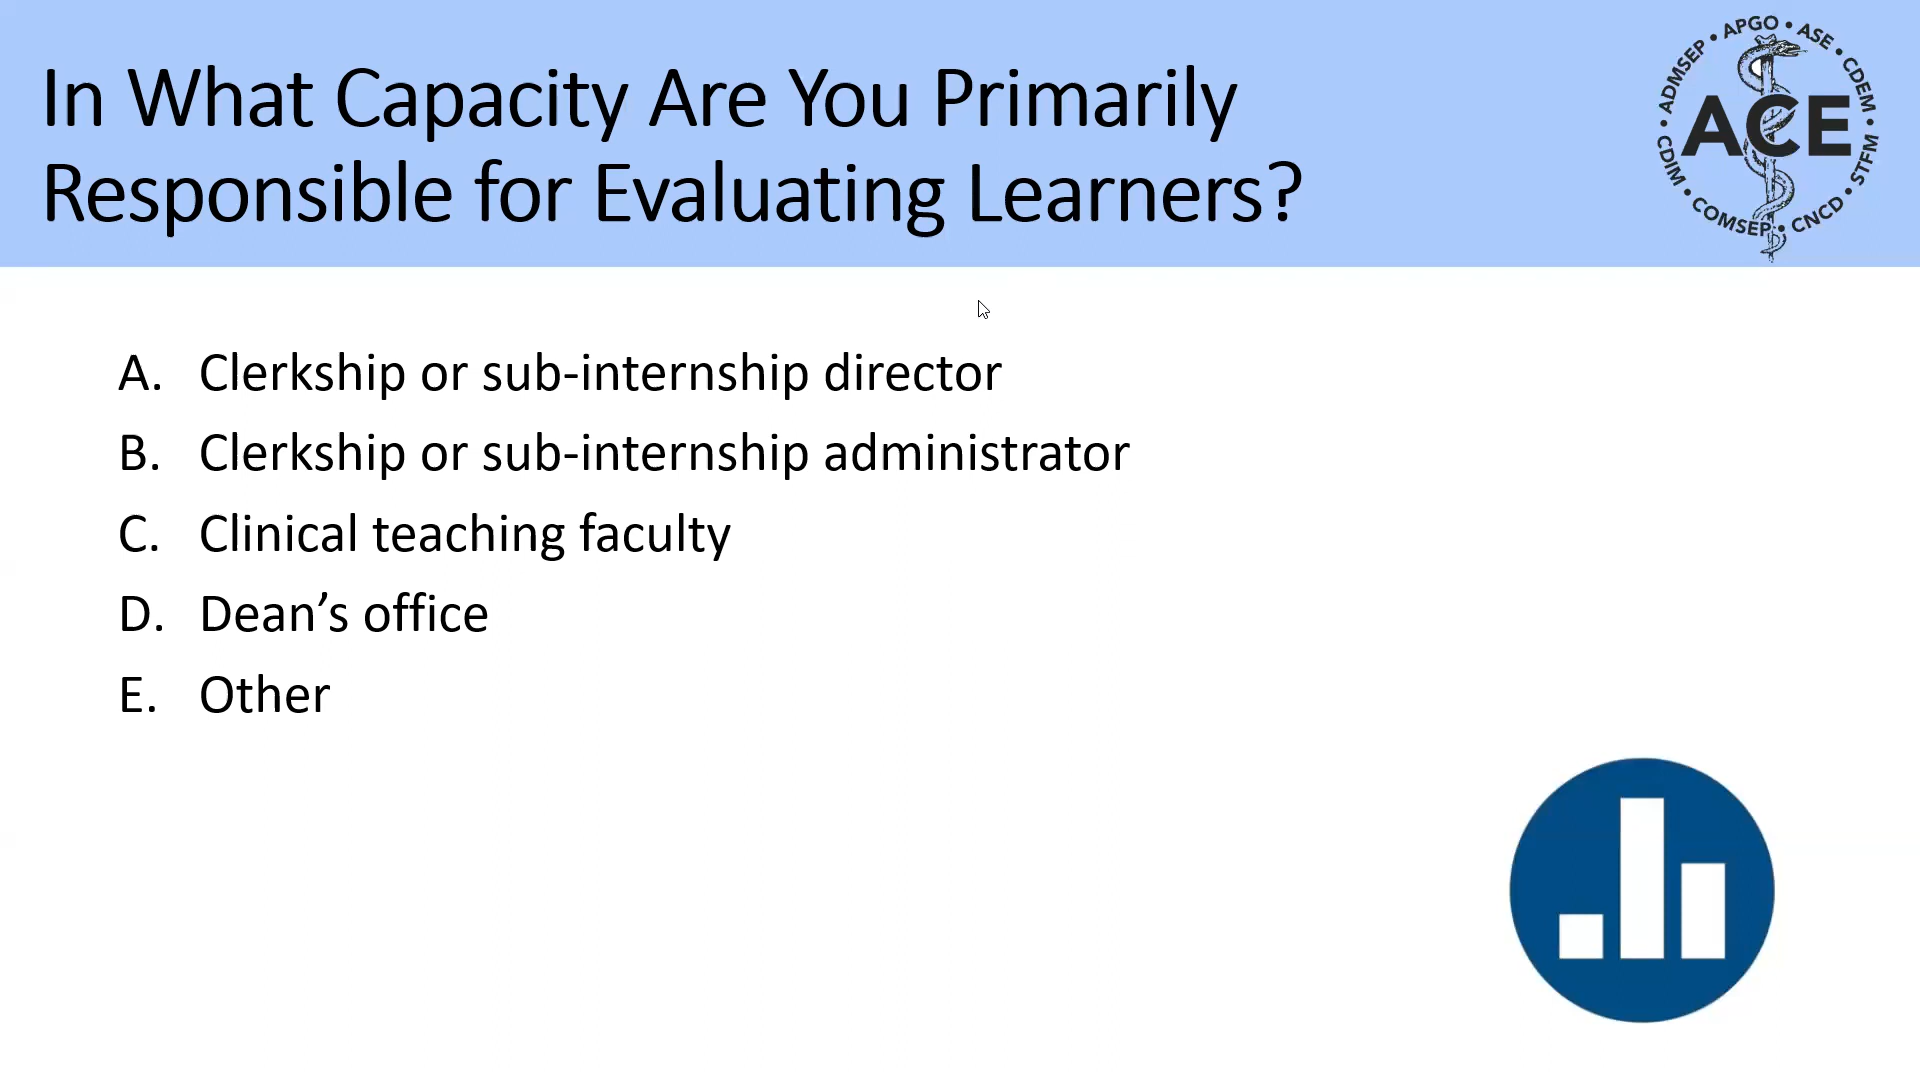 In What Capacity Are You Primarily
Responsible for Evaluating Learners?
ADMSEP • APGO • ASE • CDEM • STFM • CNCD • COMSEP • CDIM •
ACE
A. Clerkship or sub-internship director
B. Clerkship or sub-internship administrator
C. Clinical teaching faculty
D. Dean’s office
E. Other